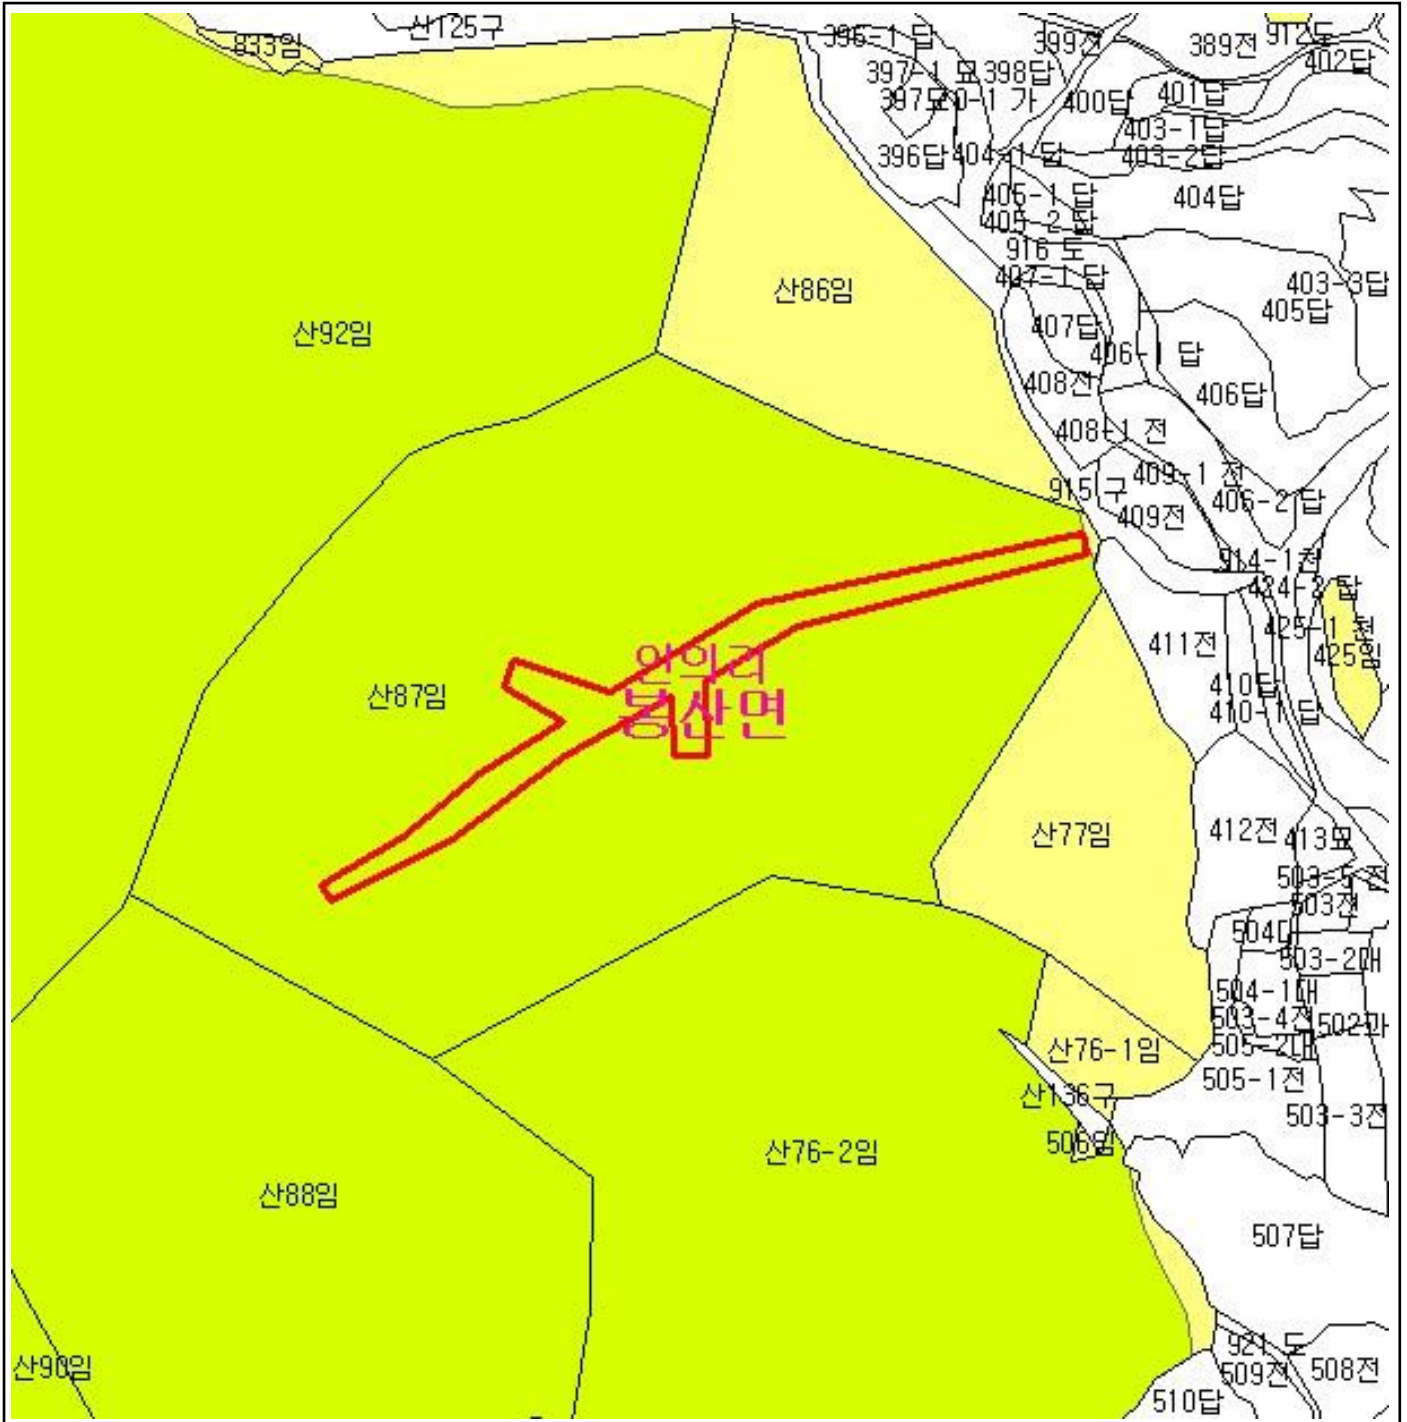 산125구
833임
396-1 답
399전
389전
912도
402답
397-1 묘
398답
397묘
0-1 가
400답
401답
403-1답
396답
404-1 답
403-2답
405-1 답
404답
405-2 답
916 도
407-1 답
403-3답
산86임
405답
407답
산92임
406-1 답
408전
406답
408-1 전
409-1 전
915 구
406-2 답
409전
914-1천
424-2 답
425-1 천
411전
425임
안의리
410답
산87임
봉산면
410-1 답
산77임
412전
413묘
503-5 전
503전
503-2대
504-1대
503-4전
502과
505-2대
산76-1임
505-1전
산136구
503-3전
506임
산76-2임
산88임
507답
921 도
산90임
509전
508전
510답